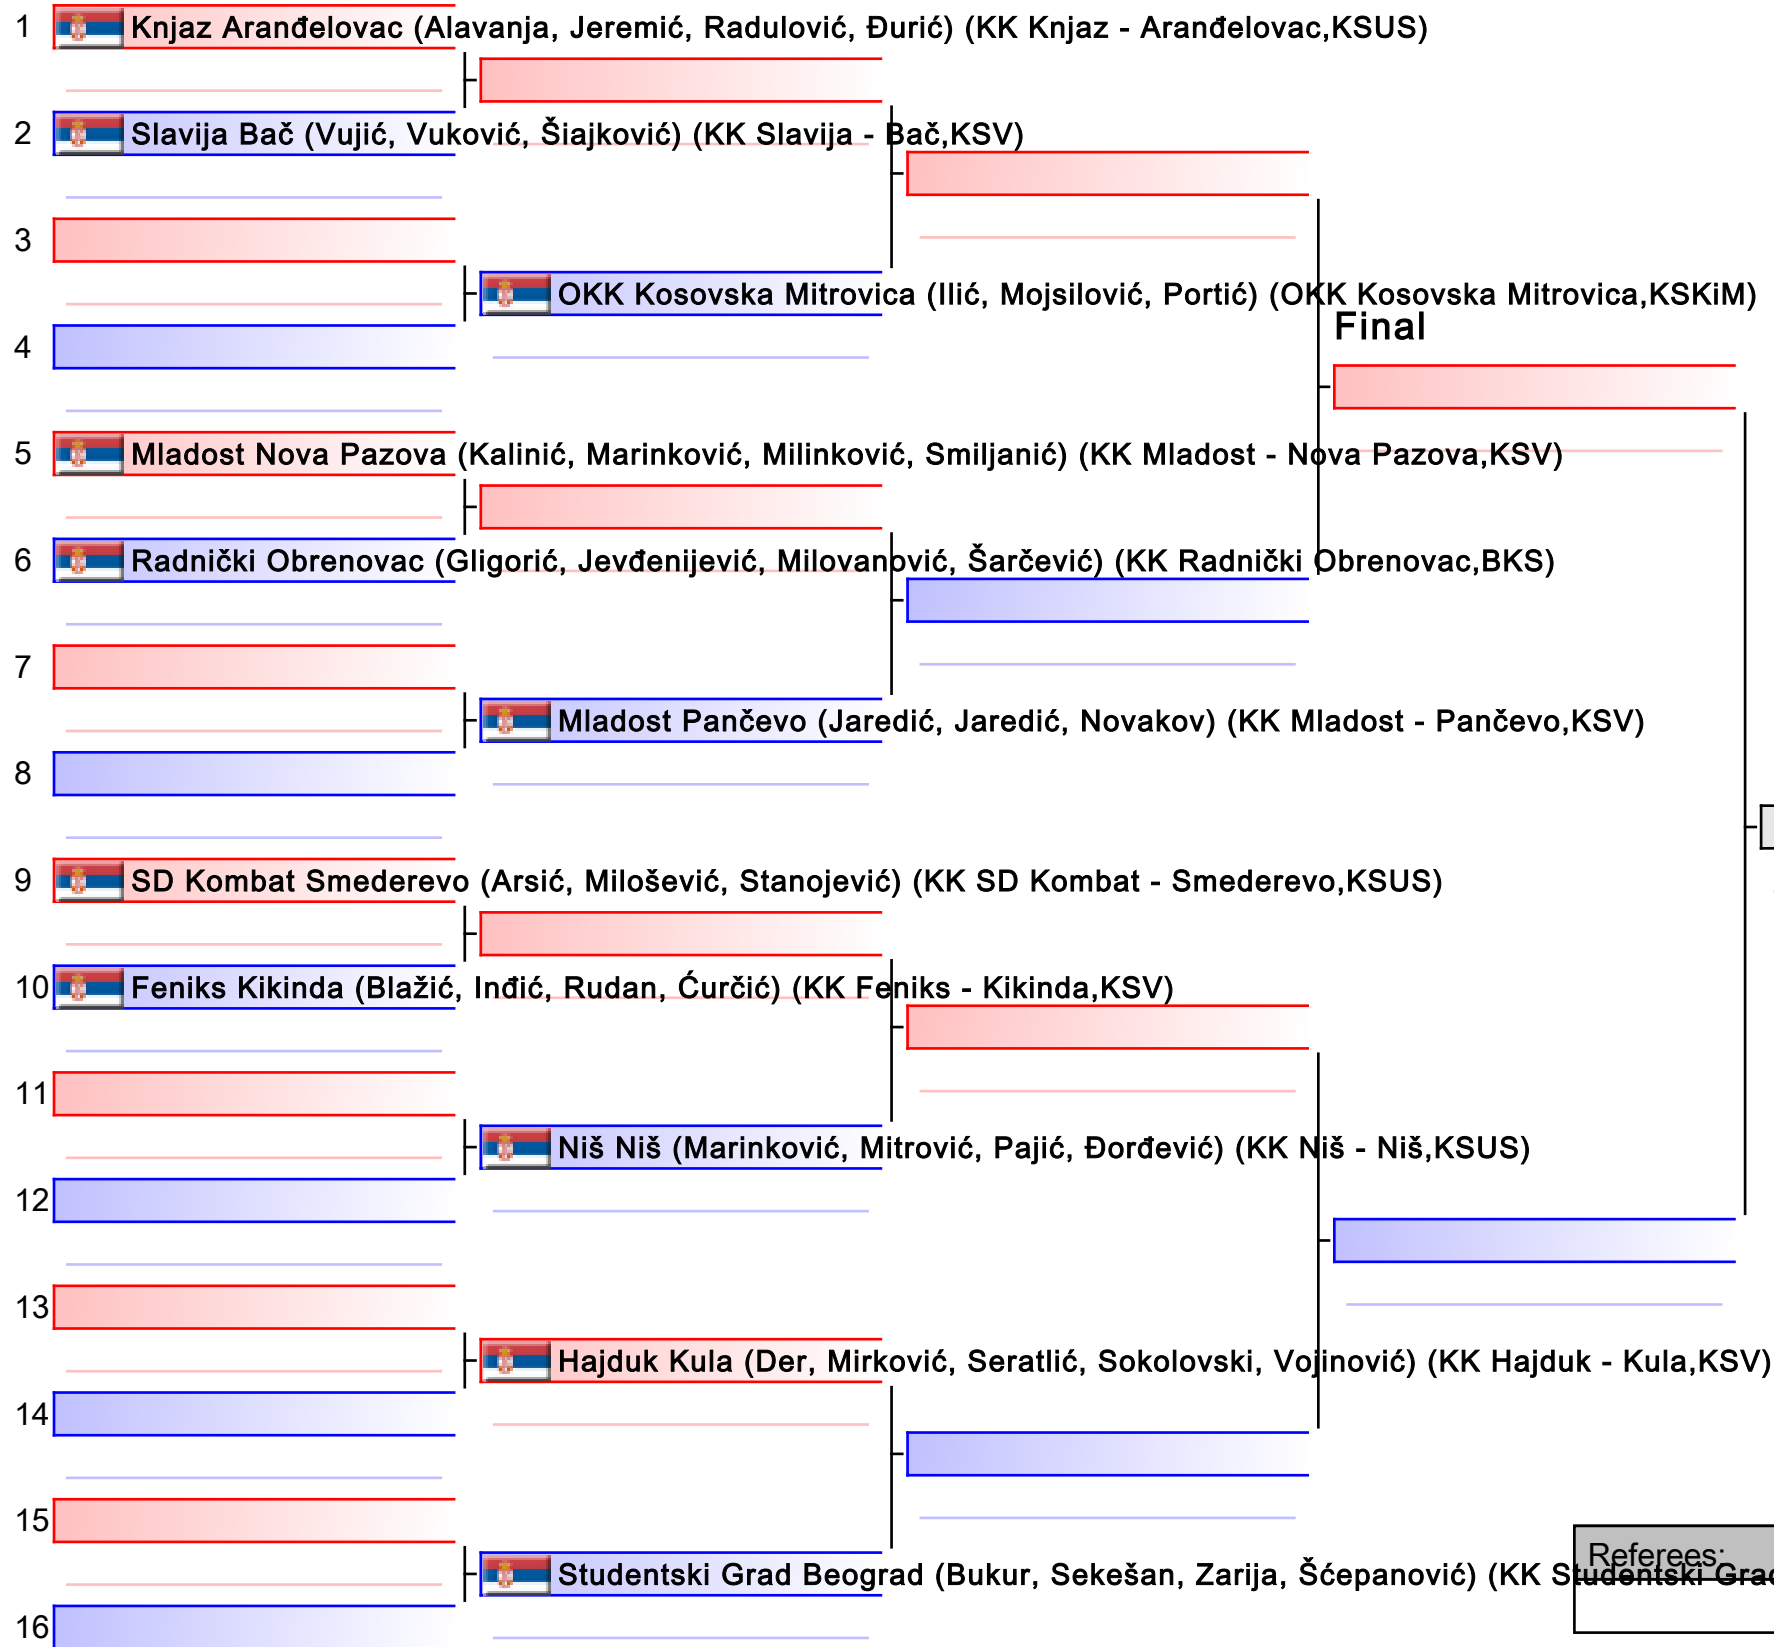 1 Knjaz Aranđelovac (Alavanja, Jeremić, Radulović, Đurić) (KK Knjaz - Aranđelovac,KSUS)
2 Slavija Bač (Vujić, Vuković, Šiajković) (KK Slavija - Bač,KSV)
3
OKK Kosovska Mitrovica (Ilić, Mojsilović, Portić) (OKK Kosovska Mitrovica,KSKiM)
Final
4
5 Mladost Nova Pazova (Kalinić, Marinković, Milinković, Smiljanić) (KK Mladost - Nova Pazova,KSV)
6 Radnički Obrenovac (Gligorić, Jevđenijević, Milovanović, Šarčević) (KK Radnički Obrenovac,BKS)
7
Mladost Pančevo (Jaredić, Jaredić, Novakov) (KK Mladost - Pančevo,KSV)
8
9 SD Kombat Smederevo (Arsić, Milošević, Stanojević) (KK SD Kombat - Smederevo,KSUS)
10 Feniks Kikinda (Blažić, Inđić, Rudan, Ćurčić) (KK Feniks - Kikinda,KSV)
11
Niš Niš (Marinković, Mitrović, Pajić, Đorđević) (KK Niš - Niš,KSUS)
12
13
Hajduk Kula (Der, Mirković, Seratlić, Sokolovski, Vojinović) (KK Hajduk - Kula,KSV)
14
15
Referees:
Studentski Grad Beograd (Bukur, Sekešan, Zarija, Šćepanović) (KK Studentski Grad
16